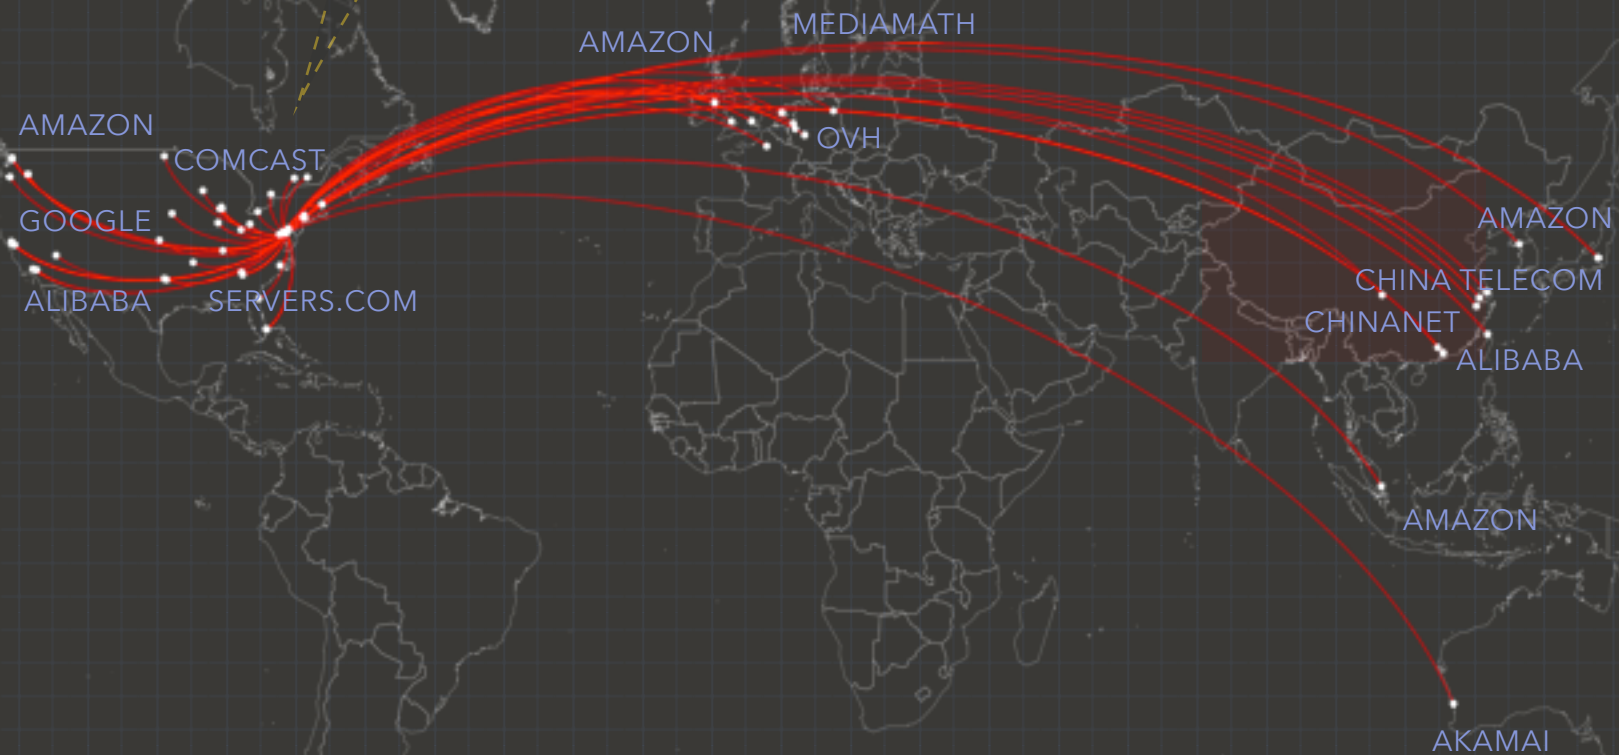 MEDIAMATH
AMAZON
AMAZON
OVH
COMCAST
GOOGLE
AMAZON
CHINA TELECOM
ALIBABA
SERVERS.COM
CHINANET
ALIBABA
AMAZON
AKAMAI